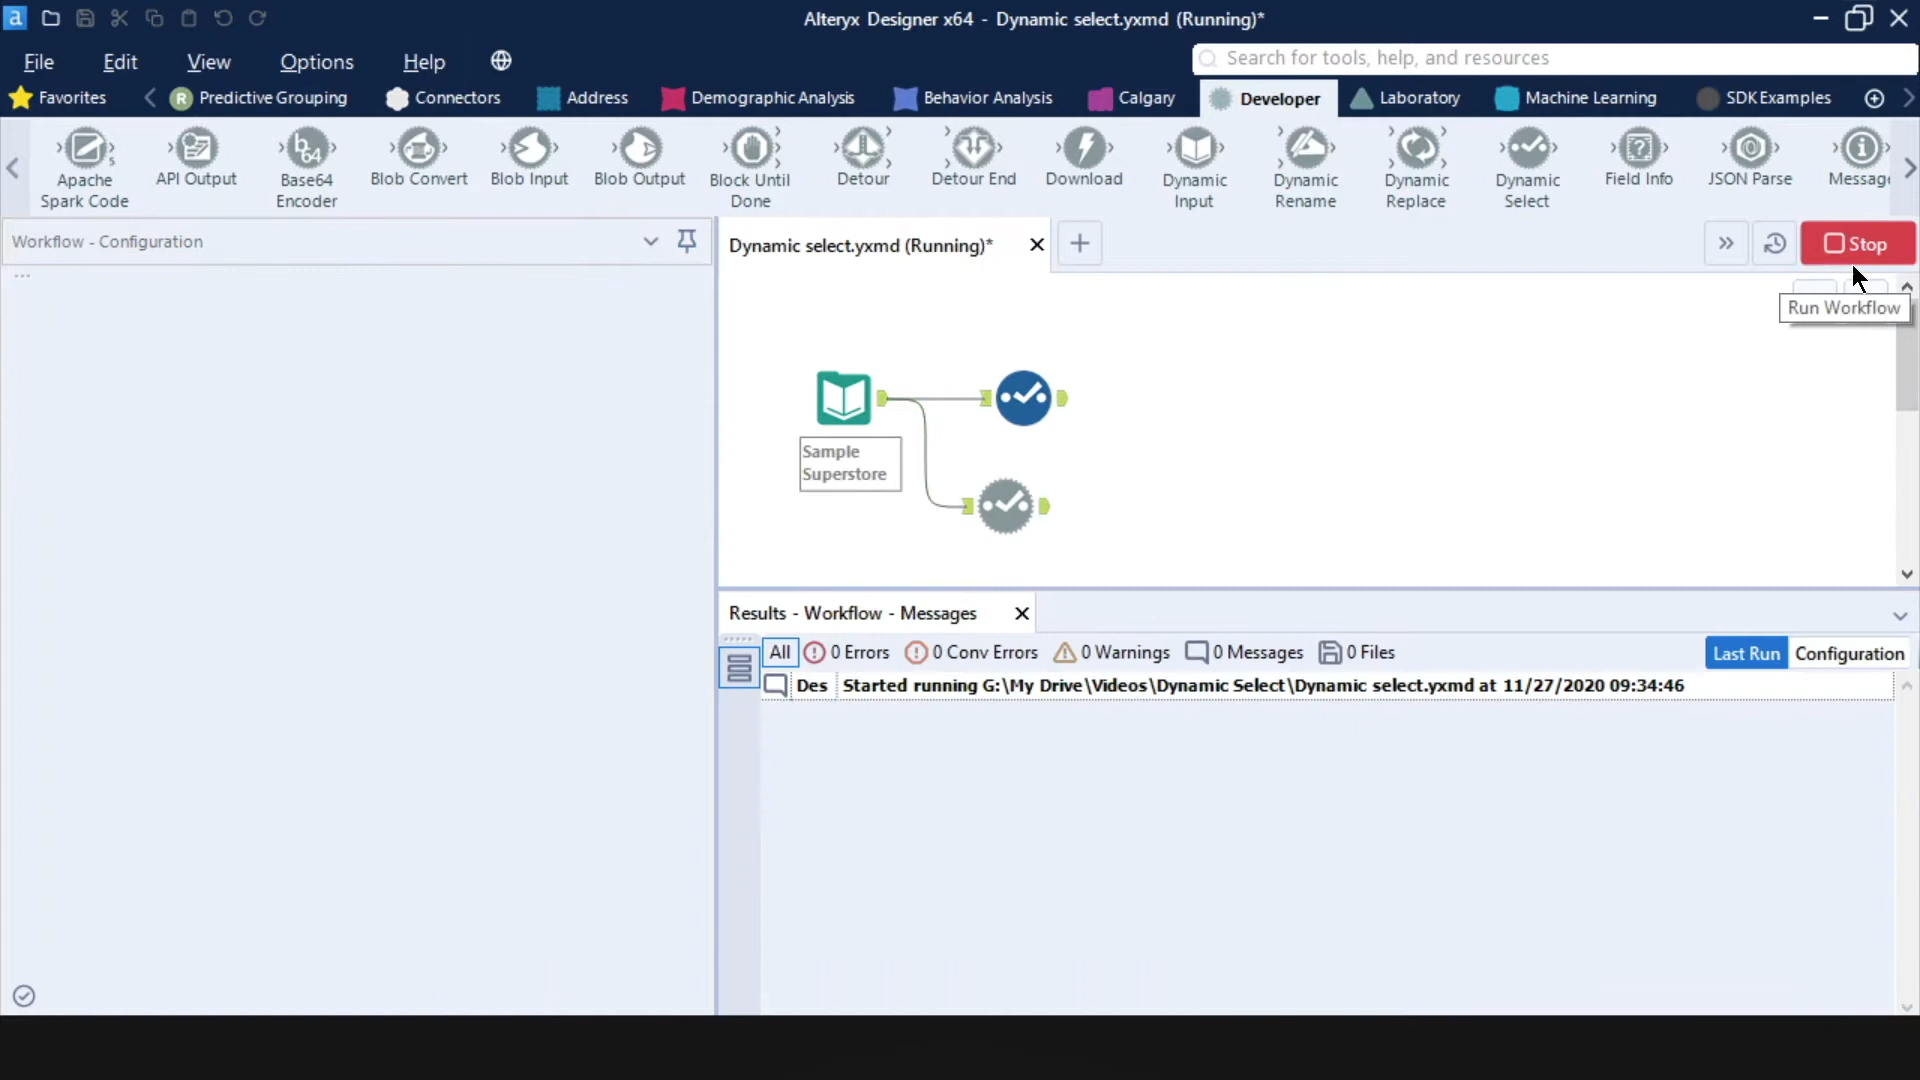 a
Alteryx Designer x64 - Dynamic select.yxmd (Running)*
File Edit View Options Help
Search for tools, help, and resources
Favorites R Predictive Grouping Connectors Address Demographic Analysis Behavior Analysis Calgary Developer Laboratory Machine Learning SDK Examples
Apache Spark Code
API Output
b64 Base64 Encoder
Blob Convert
Blob Input
Blob Output
Block Until Done
Detour
Detour End
Download
Dynamic Input
Dynamic Rename
Dynamic Replace
Dynamic Select
Field Info
JSON Parse
Message
Workflow - Configuration
Dynamic select.yxmd (Running)*
Stop
Run Workflow
Sample
Superstore
Results - Workflow - Messages
All 0 Errors 0 Conv Errors 0 Warnings 0 Messages 0 Files Last Run Configuration
Des Started running G:\My Drive\Videos\Dynamic Select\Dynamic select.yxmd at 11/27/2020 09:34:46